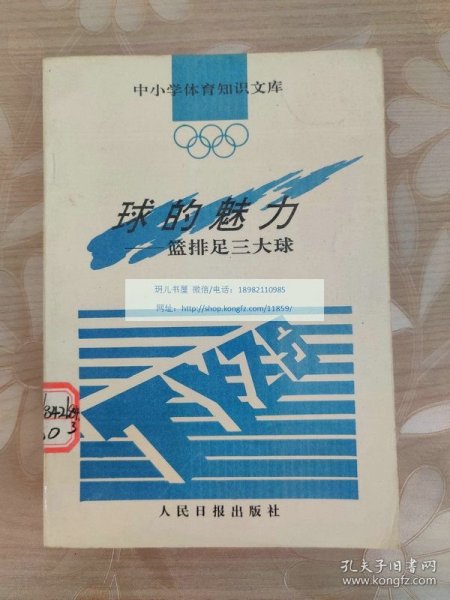 中小学体育知识文库
球的魅力
——篮排足三大球
玥儿书屋 微信/电话：18982110985
网址：http://shop.kongfz.com/11859/
人民日报出版社
孔夫子旧书网
www.kongfz.com